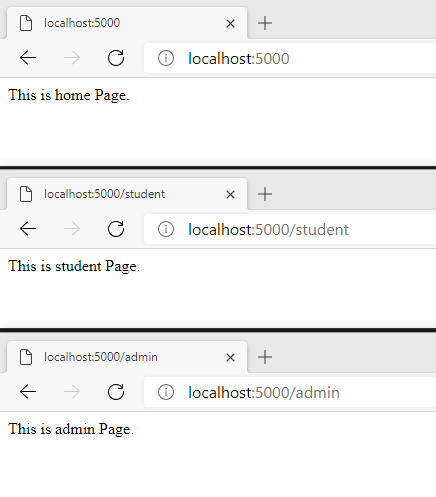 localhost:5000
localhost:5000
This is home Page.
localhost:5000/student
localhost:5000/student
This is student Page.
localhost:5000/admin
localhost:5000/admin
This is admin Page.